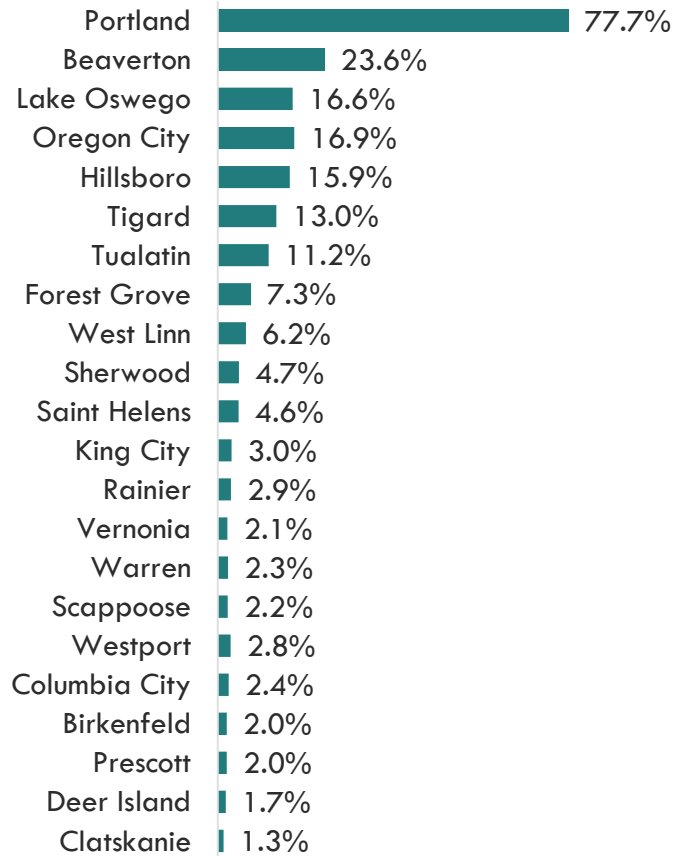 Portland 77.7%
Beaverton 23.6%
Lake Oswego 16.6%
Oregon City 16.9%
Hillsboro 15.9%
Tigard 13.0%
Tualatin 11.2%
Forest Grove 7.3%
West Linn 6.2%
Sherwood 4.7%
Saint Helens 4.6%
King City 3.0%
Rainier 2.9%
Vernonia 2.1%
Warren 2.3%
Scappoose 2.2%
Westport 2.8%
Columbia City 2.4%
Birkenfeld 2.0%
Prescott 2.0%
Deer Island 1.7%
Clatskanie 1.3%